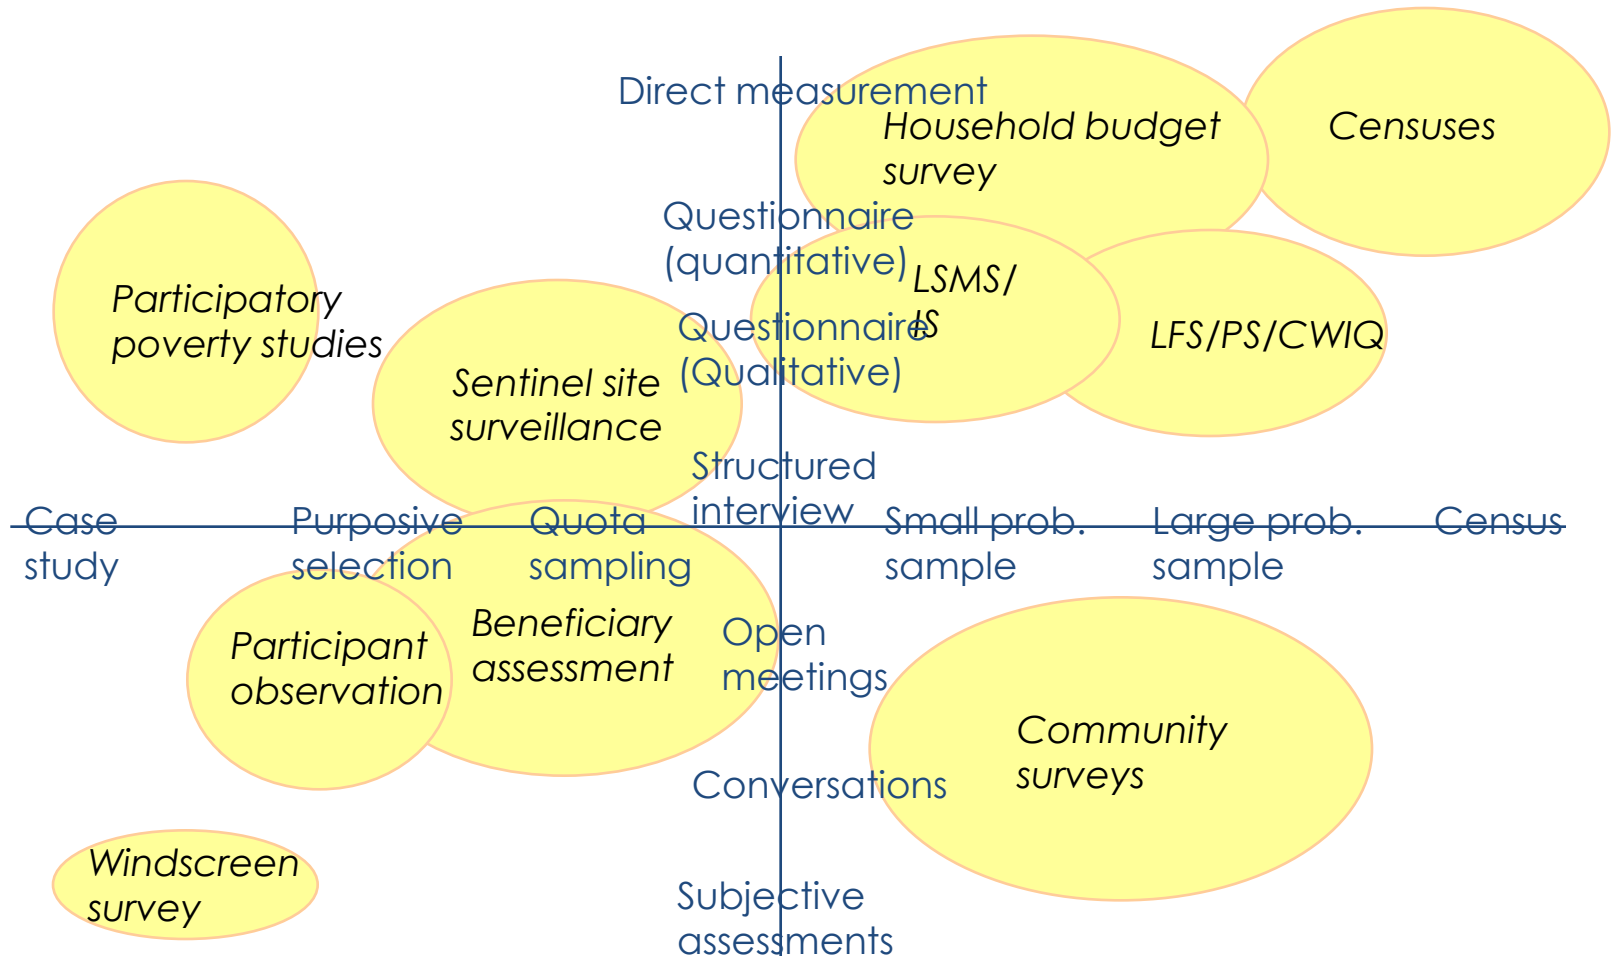 Direct measurement
Household budget
survey
Censuses
Questionnaire
(quantitative)
LSMS/
IS
Participatory
poverty studies
Questionnaire
(Qualitative)
LFS/PS/CWIQ
Sentinel site
surveillance
Structured
interview
Case
study
Purposive
selection
Quota
sampling
Small prob.
sample
Large prob.
sample
Census
Participant
observation
Beneficiary
assessment
Open
meetings
Community
surveys
Conversations
Windscreen
survey
Subjective
assessments